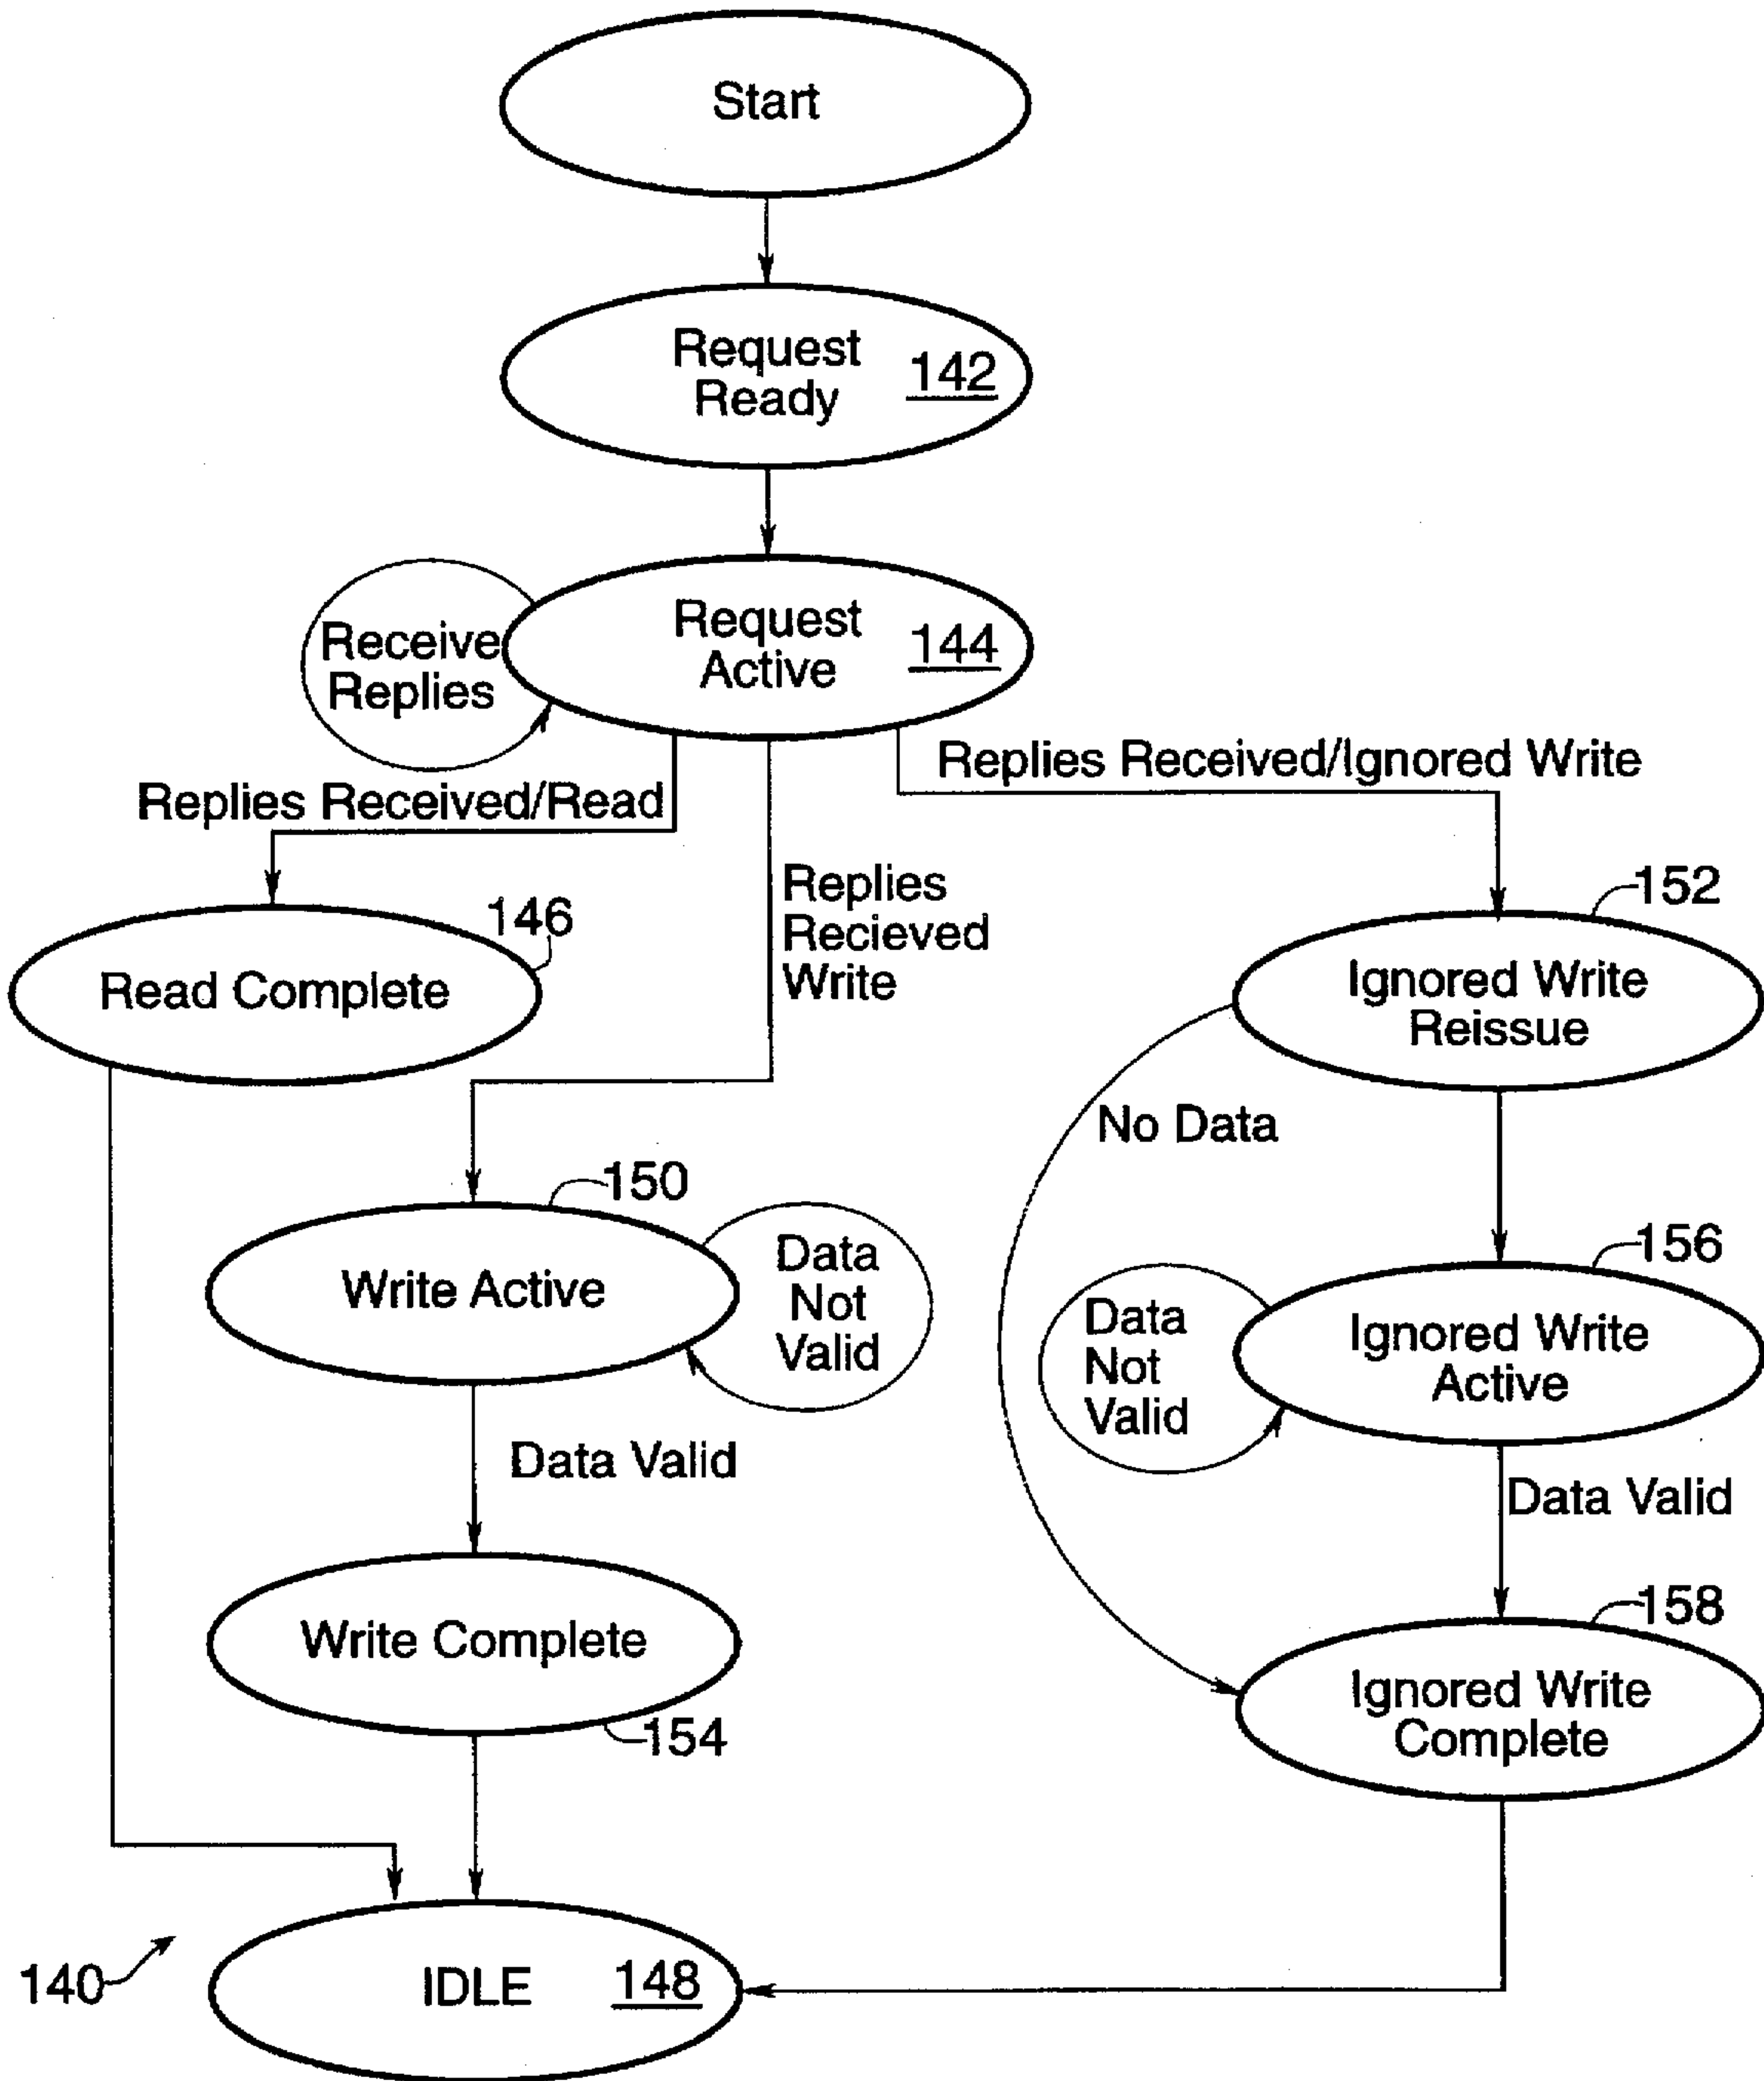 Start
Request
Ready
142
Request
Active
144
Receive
Replies
Replies Received/Read
Replies
Recieved
Write
Replies Received/Ignored Write
146
Read Complete
152
Ignored Write
Reissue
No Data
150
Write Active
Data
Not
Valid
156
Ignored Write
Active
Data
Not
Valid
Data Valid
Data Valid
Write Complete
154
158
Ignored Write
Complete
140
IDLE
148